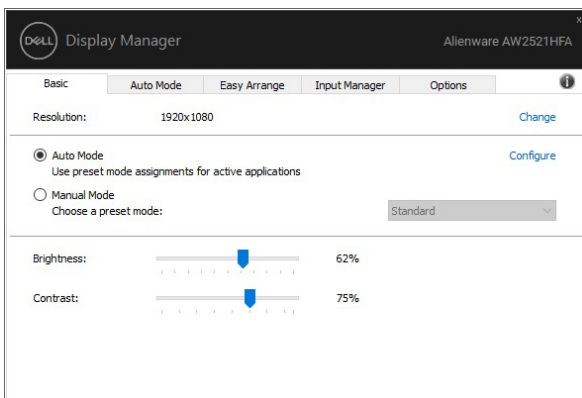 DELL Display Manager Alienware AW2521HFA
Basic Auto Mode Easy Arrange Input Manager Options
Resolution: 1920x1080 Change
Auto Mode Configure
Use preset mode assignments for active applications
Manual Mode
Choose a preset mode: Standard
Brightness: 62%
Contrast: 75%